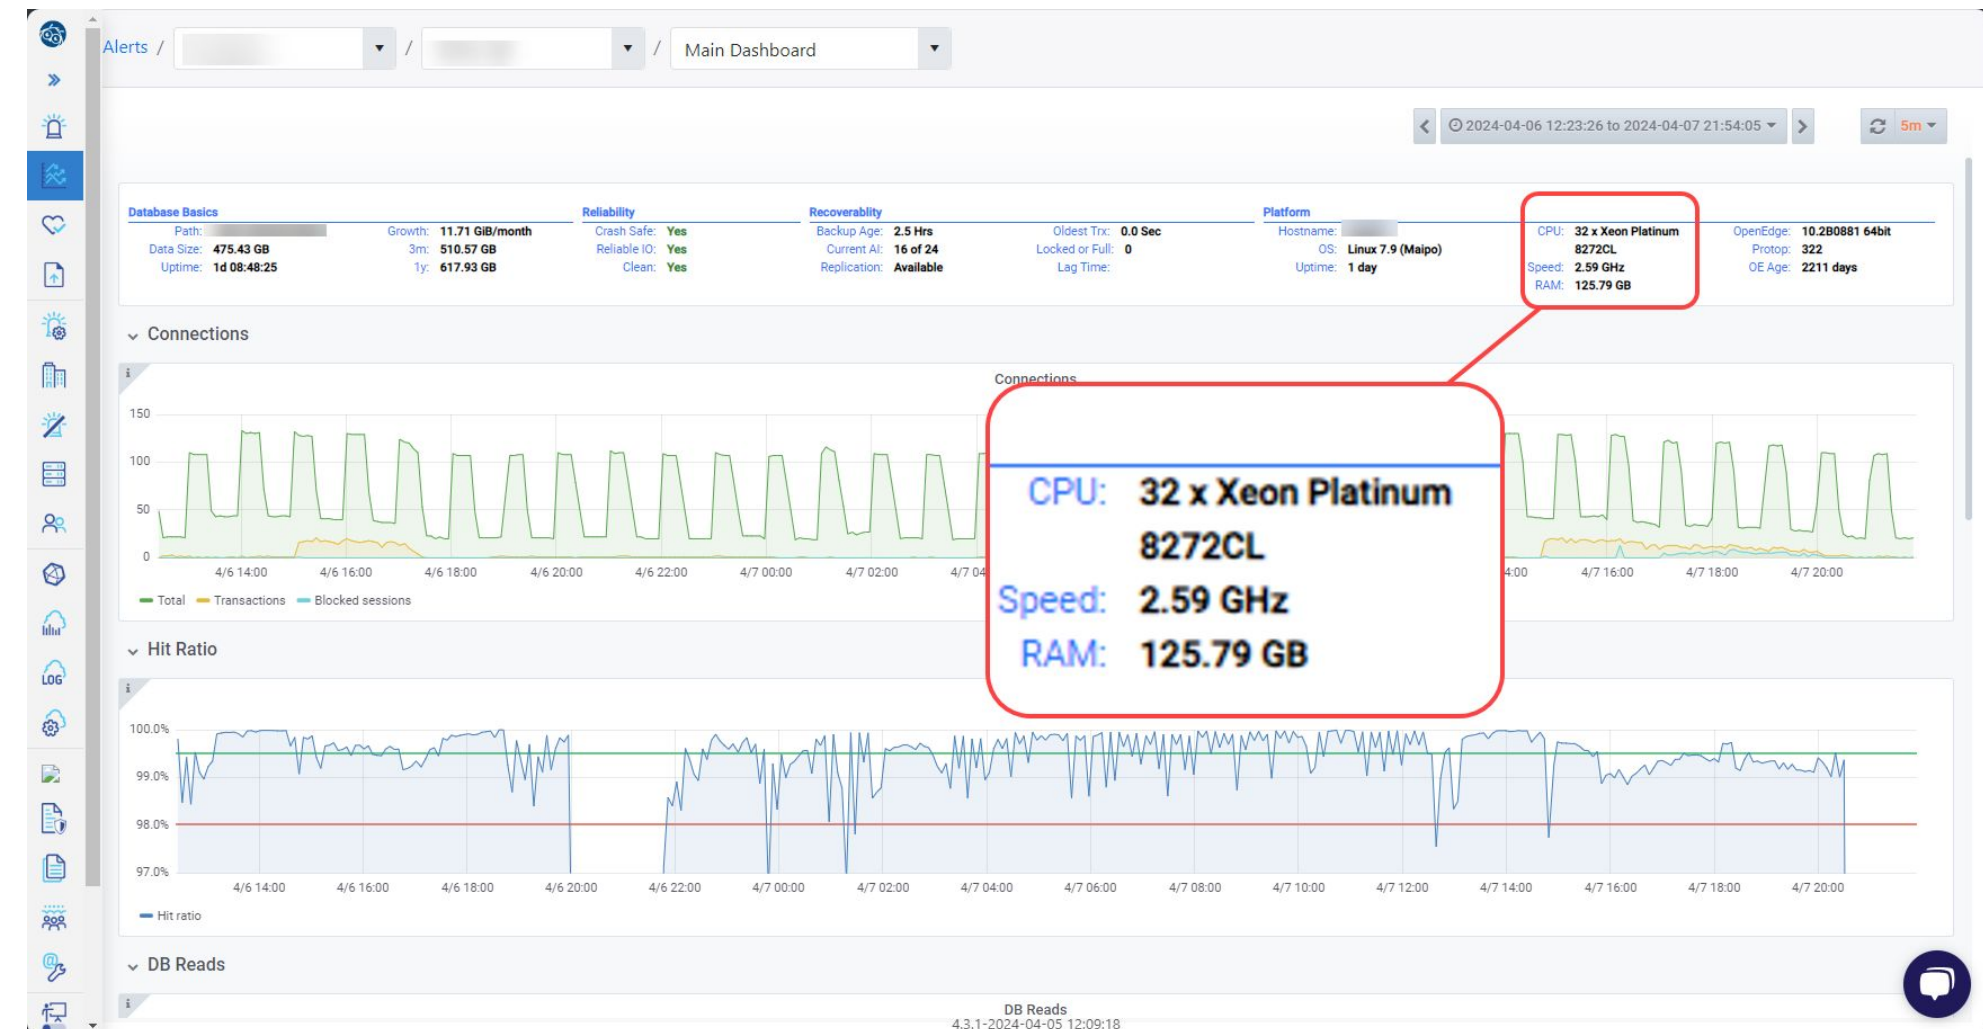 Alerts / / / Main Dashboard
2024-04-06 12:23:26 to 2024-04-07 21:54:05
5m
Database Basics
Path:
Data Size: 475.43 GB
Uptime: 1d 08:48:25
Growth: 11.71 GiB/month
3m: 510.57 GB
1y: 617.93 GB
Reliability
Crash Safe: Yes
Reliable IO: Yes
Clean: Yes
Recoverablity
Backup Age: 2.5 Hrs
Current AI: 16 of 24
Replication: Available
Oldest Trx: 0.0 Sec
Locked or Full: 0
Lag Time:
Platform
Hostname:
OS: Linux 7.9 (Maipo)
Uptime: 1 day
CPU: 32 x Xeon Platinum
8272CL
Speed: 2.59 GHz
RAM: 125.79 GB
OpenEdge: 10.2B0881 64bit
Protop: 322
OE Age: 2211 days
Connections
i
Connections
150
100
50
0
4/6 14:00 4/6 16:00 4/6 18:00 4/6 20:00 4/6 22:00 4/7 00:00 4/7 02:00 4/7 04 4:00 4/7 16:00 4/7 18:00 4/7 20:00
Total Transactions Blocked sessions
CPU: 32 x Xeon Platinum
8272CL
Speed: 2.59 GHz
RAM: 125.79 GB
Hit Ratio
i
100.0%
99.0%
98.0%
97.0%
4/6 14:00 4/6 16:00 4/6 18:00 4/6 20:00 4/6 22:00 4/7 00:00 4/7 02:00 4/7 04:00 4/7 06:00 4/7 08:00 4/7 10:00 4/7 12:00 4/7 14:00 4/7 16:00 4/7 18:00 4/7 20:00
Hit ratio
DB Reads
i
DB Reads
4.3.1-2024-04-05 12:09:18
LOG